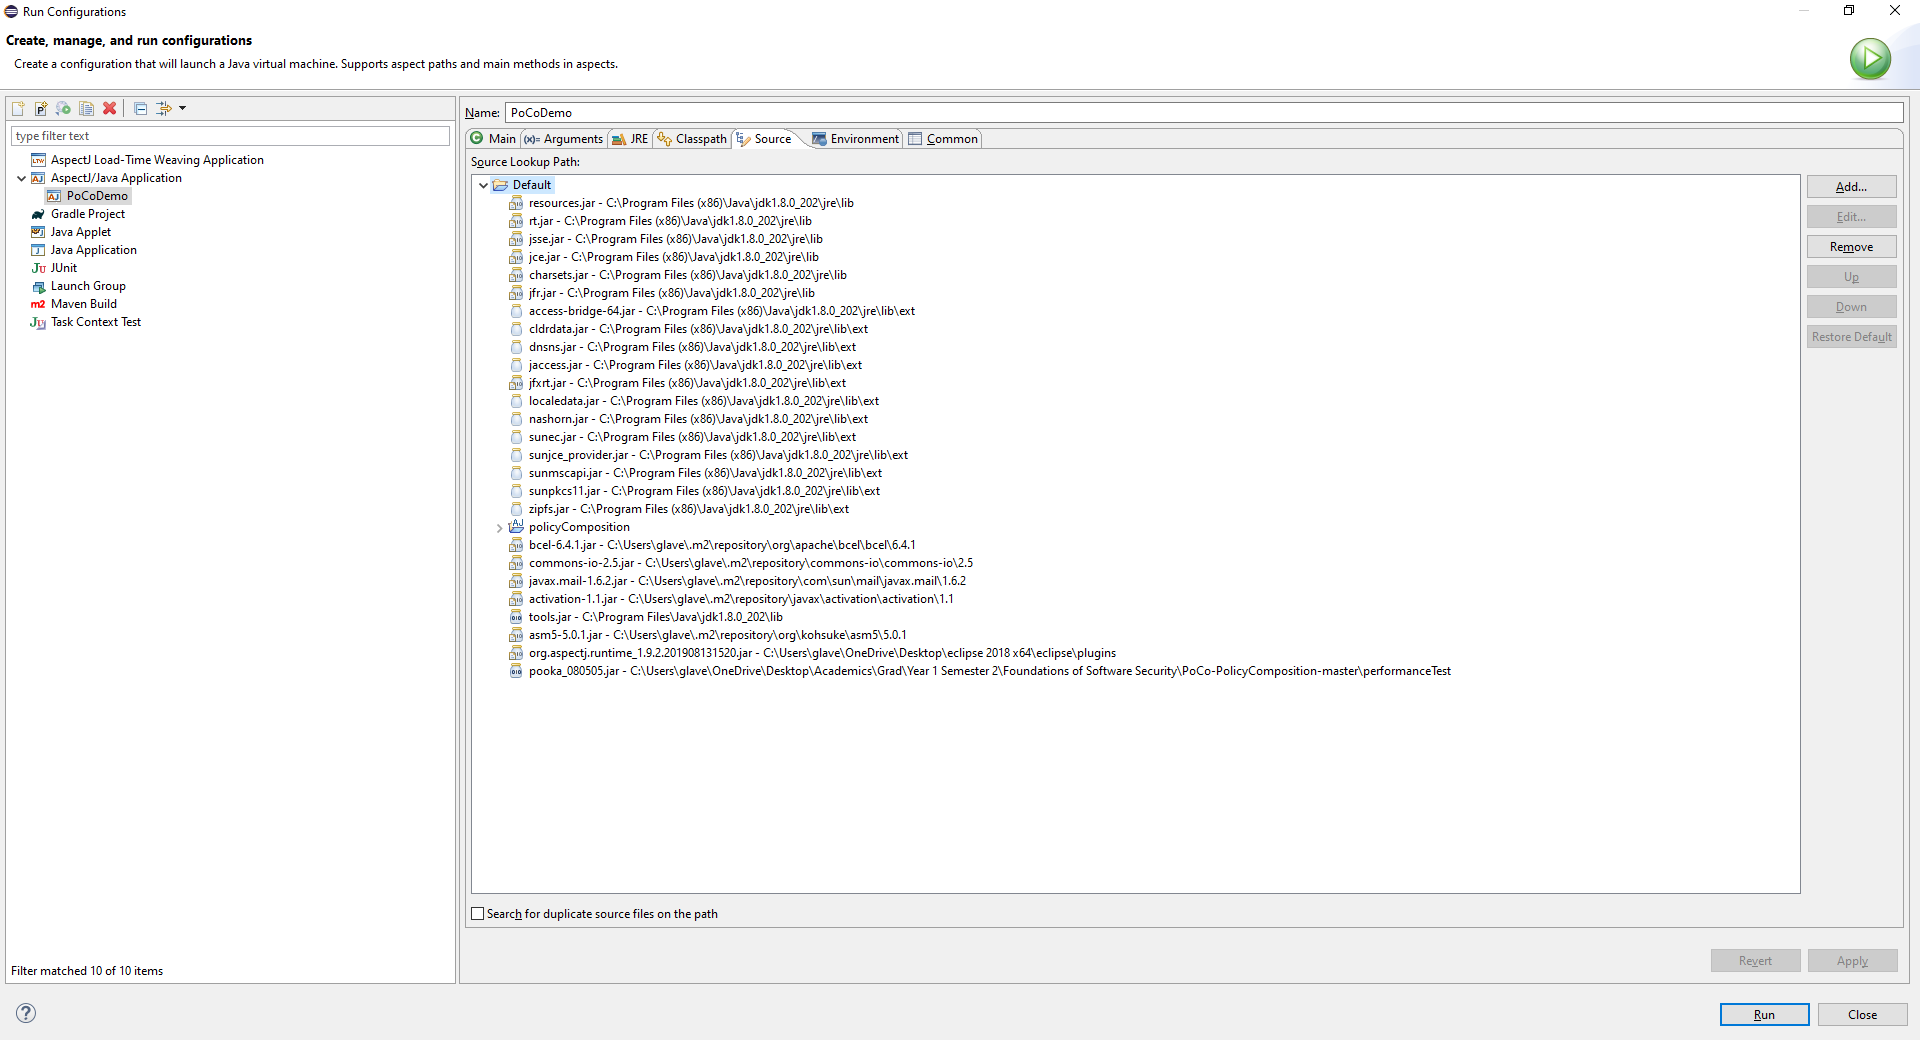 Run Configurations
Create, manage, and run configurations
Create a configuration that will launch a Java virtual machine. Supports aspect paths and main methods in aspects.
type filter text
AspectJ Load-Time Weaving Application
AspectJ/Java Application
PoCoDemo
Gradle Project
Java Applet
Java Application
JUnit
Launch Group
Maven Build
Task Context Test
Filter matched 10 of 10 items
Name: PoCoDemo
Main (x)= Arguments JRE Classpath Source Environment Common
Source Lookup Path:
Default
resources.jar - C:\Program Files (x86)\Java\jdk1.8.0_202\jre\lib
rt.jar - C:\Program Files (x86)\Java\jdk1.8.0_202\jre\lib
jsse.jar - C:\Program Files (x86)\Java\jdk1.8.0_202\jre\lib
jce.jar - C:\Program Files (x86)\Java\jdk1.8.0_202\jre\lib
charsets.jar - C:\Program Files (x86)\Java\jdk1.8.0_202\jre\lib
jfr.jar - C:\Program Files (x86)\Java\jdk1.8.0_202\jre\lib
access-bridge-64.jar - C:\Program Files (x86)\Java\jdk1.8.0_202\jre\lib\ext
cldrdata.jar - C:\Program Files (x86)\Java\jdk1.8.0_202\jre\lib\ext
dnsns.jar - C:\Program Files (x86)\Java\jdk1.8.0_202\jre\lib\ext
jaccess.jar - C:\Program Files (x86)\Java\jdk1.8.0_202\jre\lib\ext
jfxrt.jar - C:\Program Files (x86)\Java\jdk1.8.0_202\jre\lib\ext
localedata.jar - C:\Program Files (x86)\Java\jdk1.8.0_202\jre\lib\ext
nashorn.jar - C:\Program Files (x86)\Java\jdk1.8.0_202\jre\lib\ext
sunec.jar - C:\Program Files (x86)\Java\jdk1.8.0_202\jre\lib\ext
sunjce_provider.jar - C:\Program Files (x86)\Java\jdk1.8.0_202\jre\lib\ext
sunmscapi.jar - C:\Program Files (x86)\Java\jdk1.8.0_202\jre\lib\ext
sunpkcs11.jar - C:\Program Files (x86)\Java\jdk1.8.0_202\jre\lib\ext
zipfs.jar - C:\Program Files (x86)\Java\jdk1.8.0_202\jre\lib\ext
policyComposition
bcel-6.4.1.jar - C:\Users\glave\.m2\repository\org\apache\bcel\bcel\6.4.1
commons-io-2.5.jar - C:\Users\glave\.m2\repository\commons-io\commons-io\2.5
javax.mail-1.6.2.jar - C:\Users\glave\.m2\repository\com\sun\mail\javax.mail\1.6.2
activation-1.1.jar - C:\Users\glave\.m2\repository\javax\activation\activation\1.1
tools.jar - C:\Program Files\Java\jdk1.8.0_202\lib
asm5-5.0.1.jar - C:\Users\glave\.m2\repository\org\kohsuke\asm5\5.0.1
org.aspectj.runtime_1.9.2.201908131520.jar - C:\Users\glave\OneDrive\Desktop\eclipse 2018 x64\eclipse\plugins
pooka_080505.jar - C:\Users\glave\OneDrive\Desktop\Academics\Grad\Year 1 Semester 2\Foundations of Software Security\PoCo-PolicyComposition-master\performanceTest
Add...
Edit...
Remove
Up
Down
Restore Default
Search for duplicate source files on the path
Revert Apply
Run Close